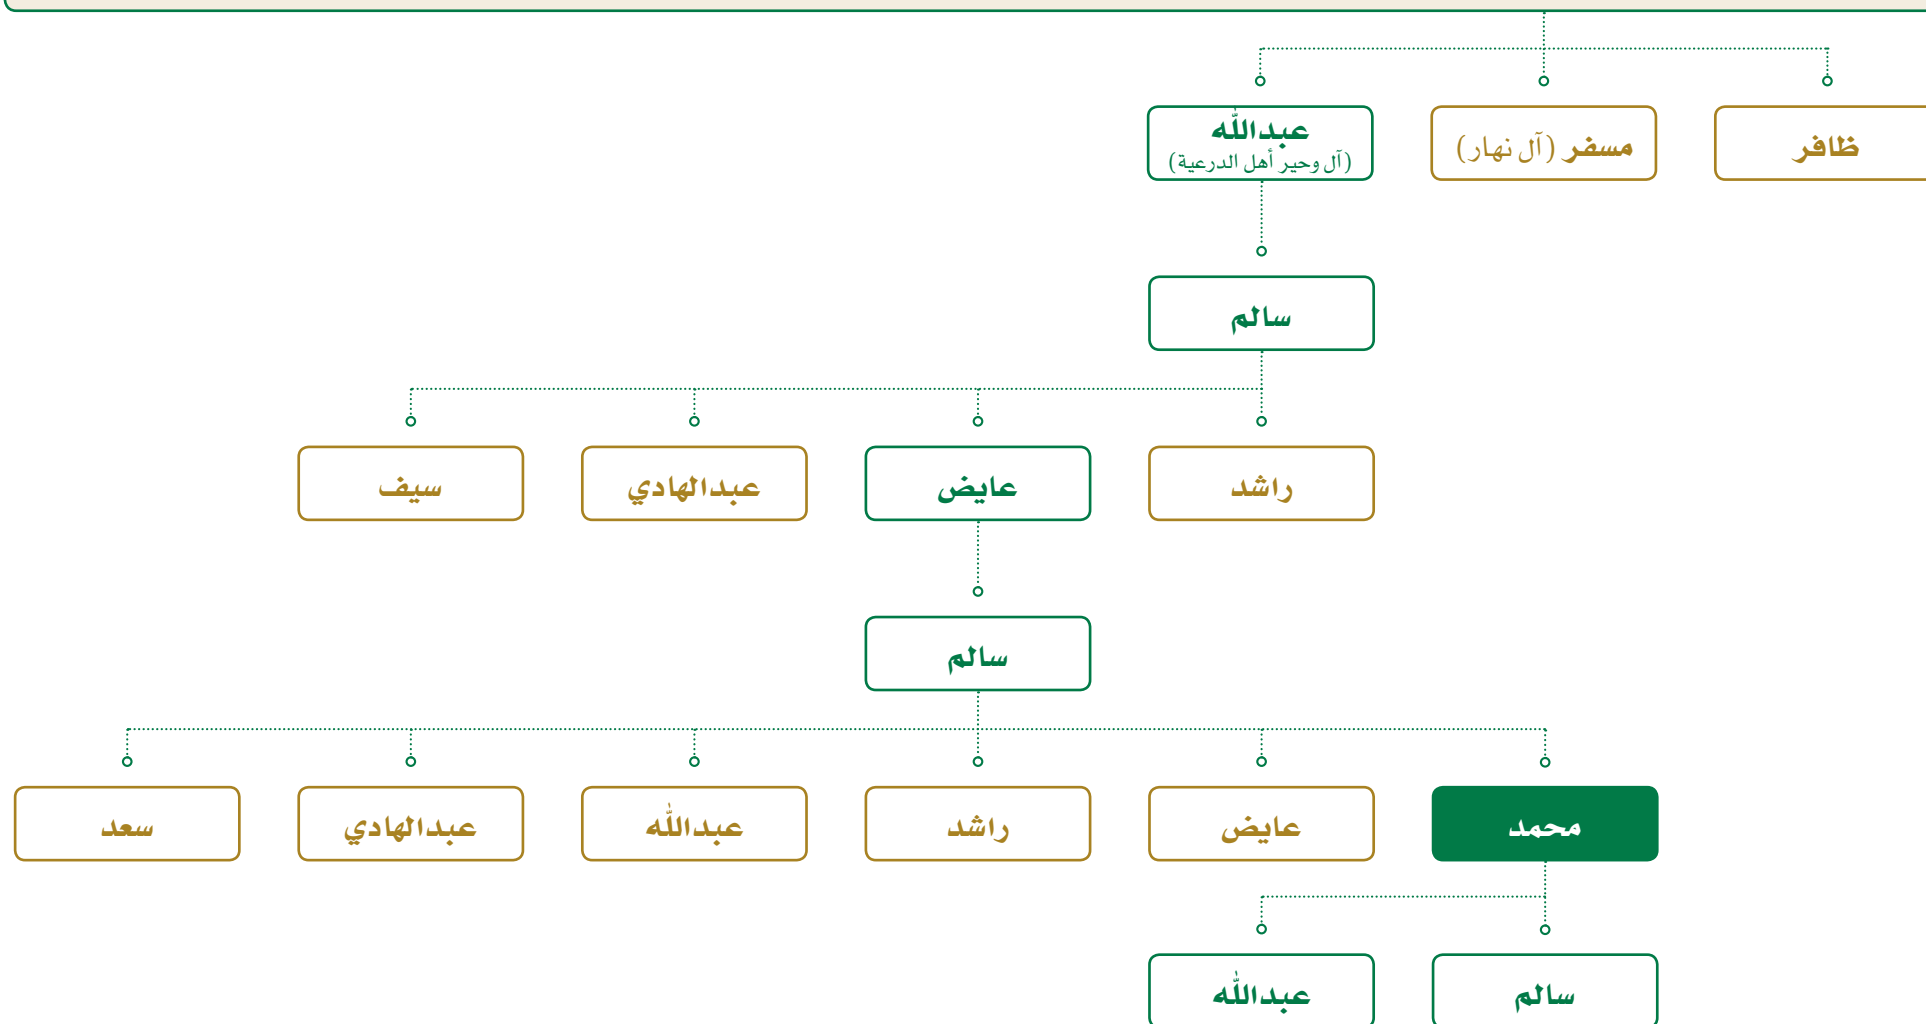 ظافر
مسفر (آل نهار)
عبدالله
(آل وحير أهل الدرعية)
سالم
راشد
عايض
عبدالهادي
سيف
سالم
محمد
عايض
راشد
عبدالله
عبدالهادي
سعد
سالم
عبدالله